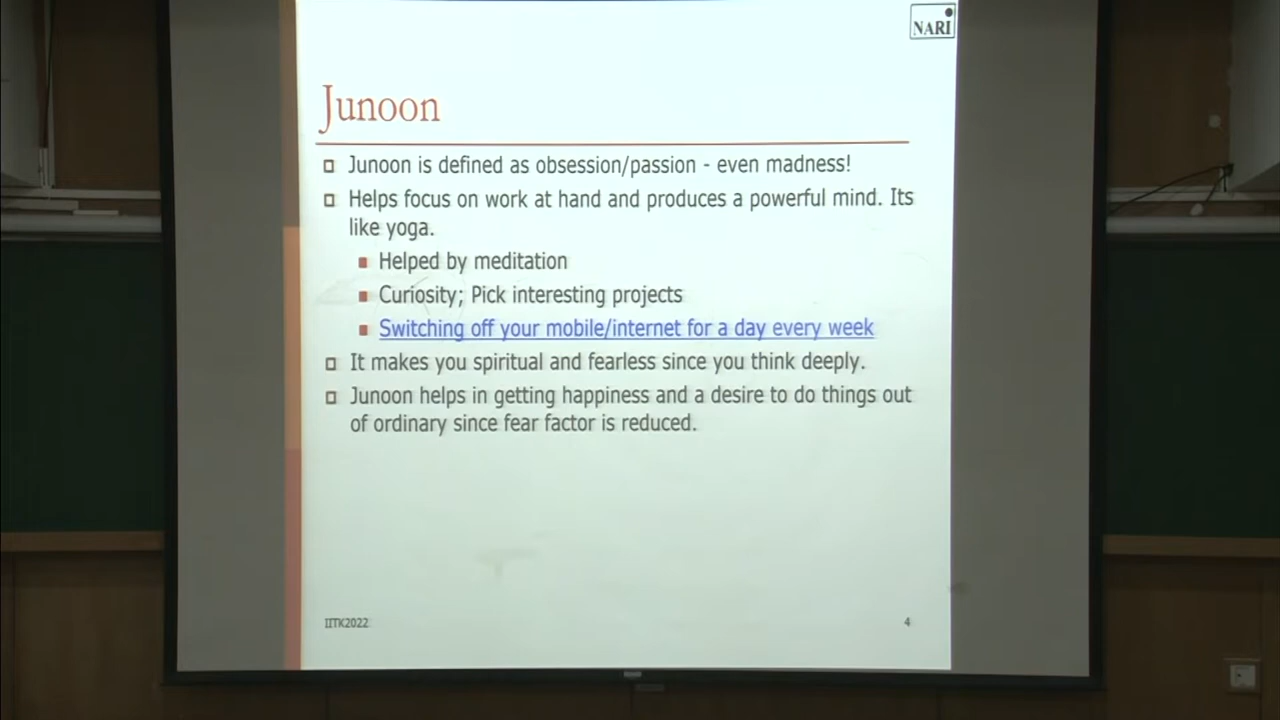 NARI
Junoon
Junoon is defined as obsession/passion - even madness!
Helps focus on work at hand and produces a powerful mind. Its
like yoga.
Helped by meditation
Curiosity; Pick interesting projects
Switching off your mobile/internet for a day every week
It makes you spiritual and fearless since you think deeply.
Junoon helps in getting happiness and a desire to do things out
of ordinary since fear factor is reduced.
IITK2022
4